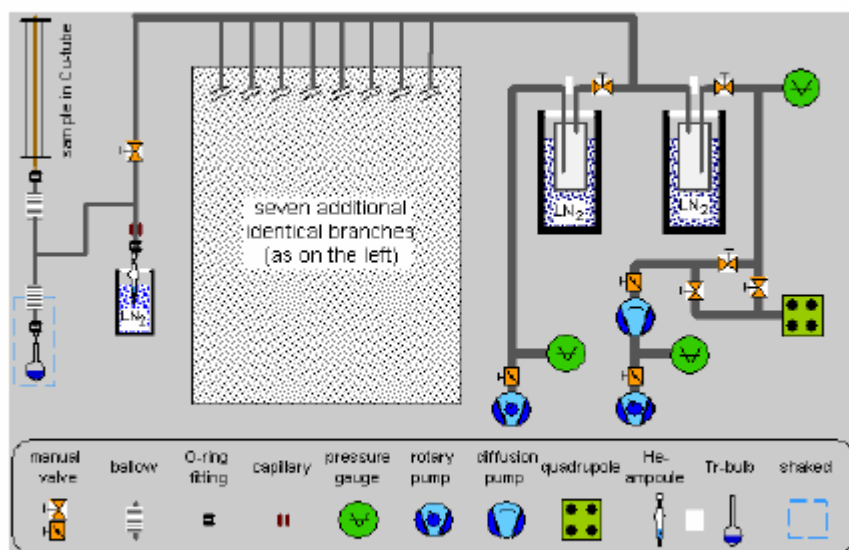 sample in Cu-tube
seven additional
identical branches
(as on the left)
LN2
LN2
LN2
manual
valve
ballow
O-ring
fitting
capillary
pressure
gauge
rotary
pump
diffusion
pump
quadrupole
He-
ampoule
Tr-bulb
shaked